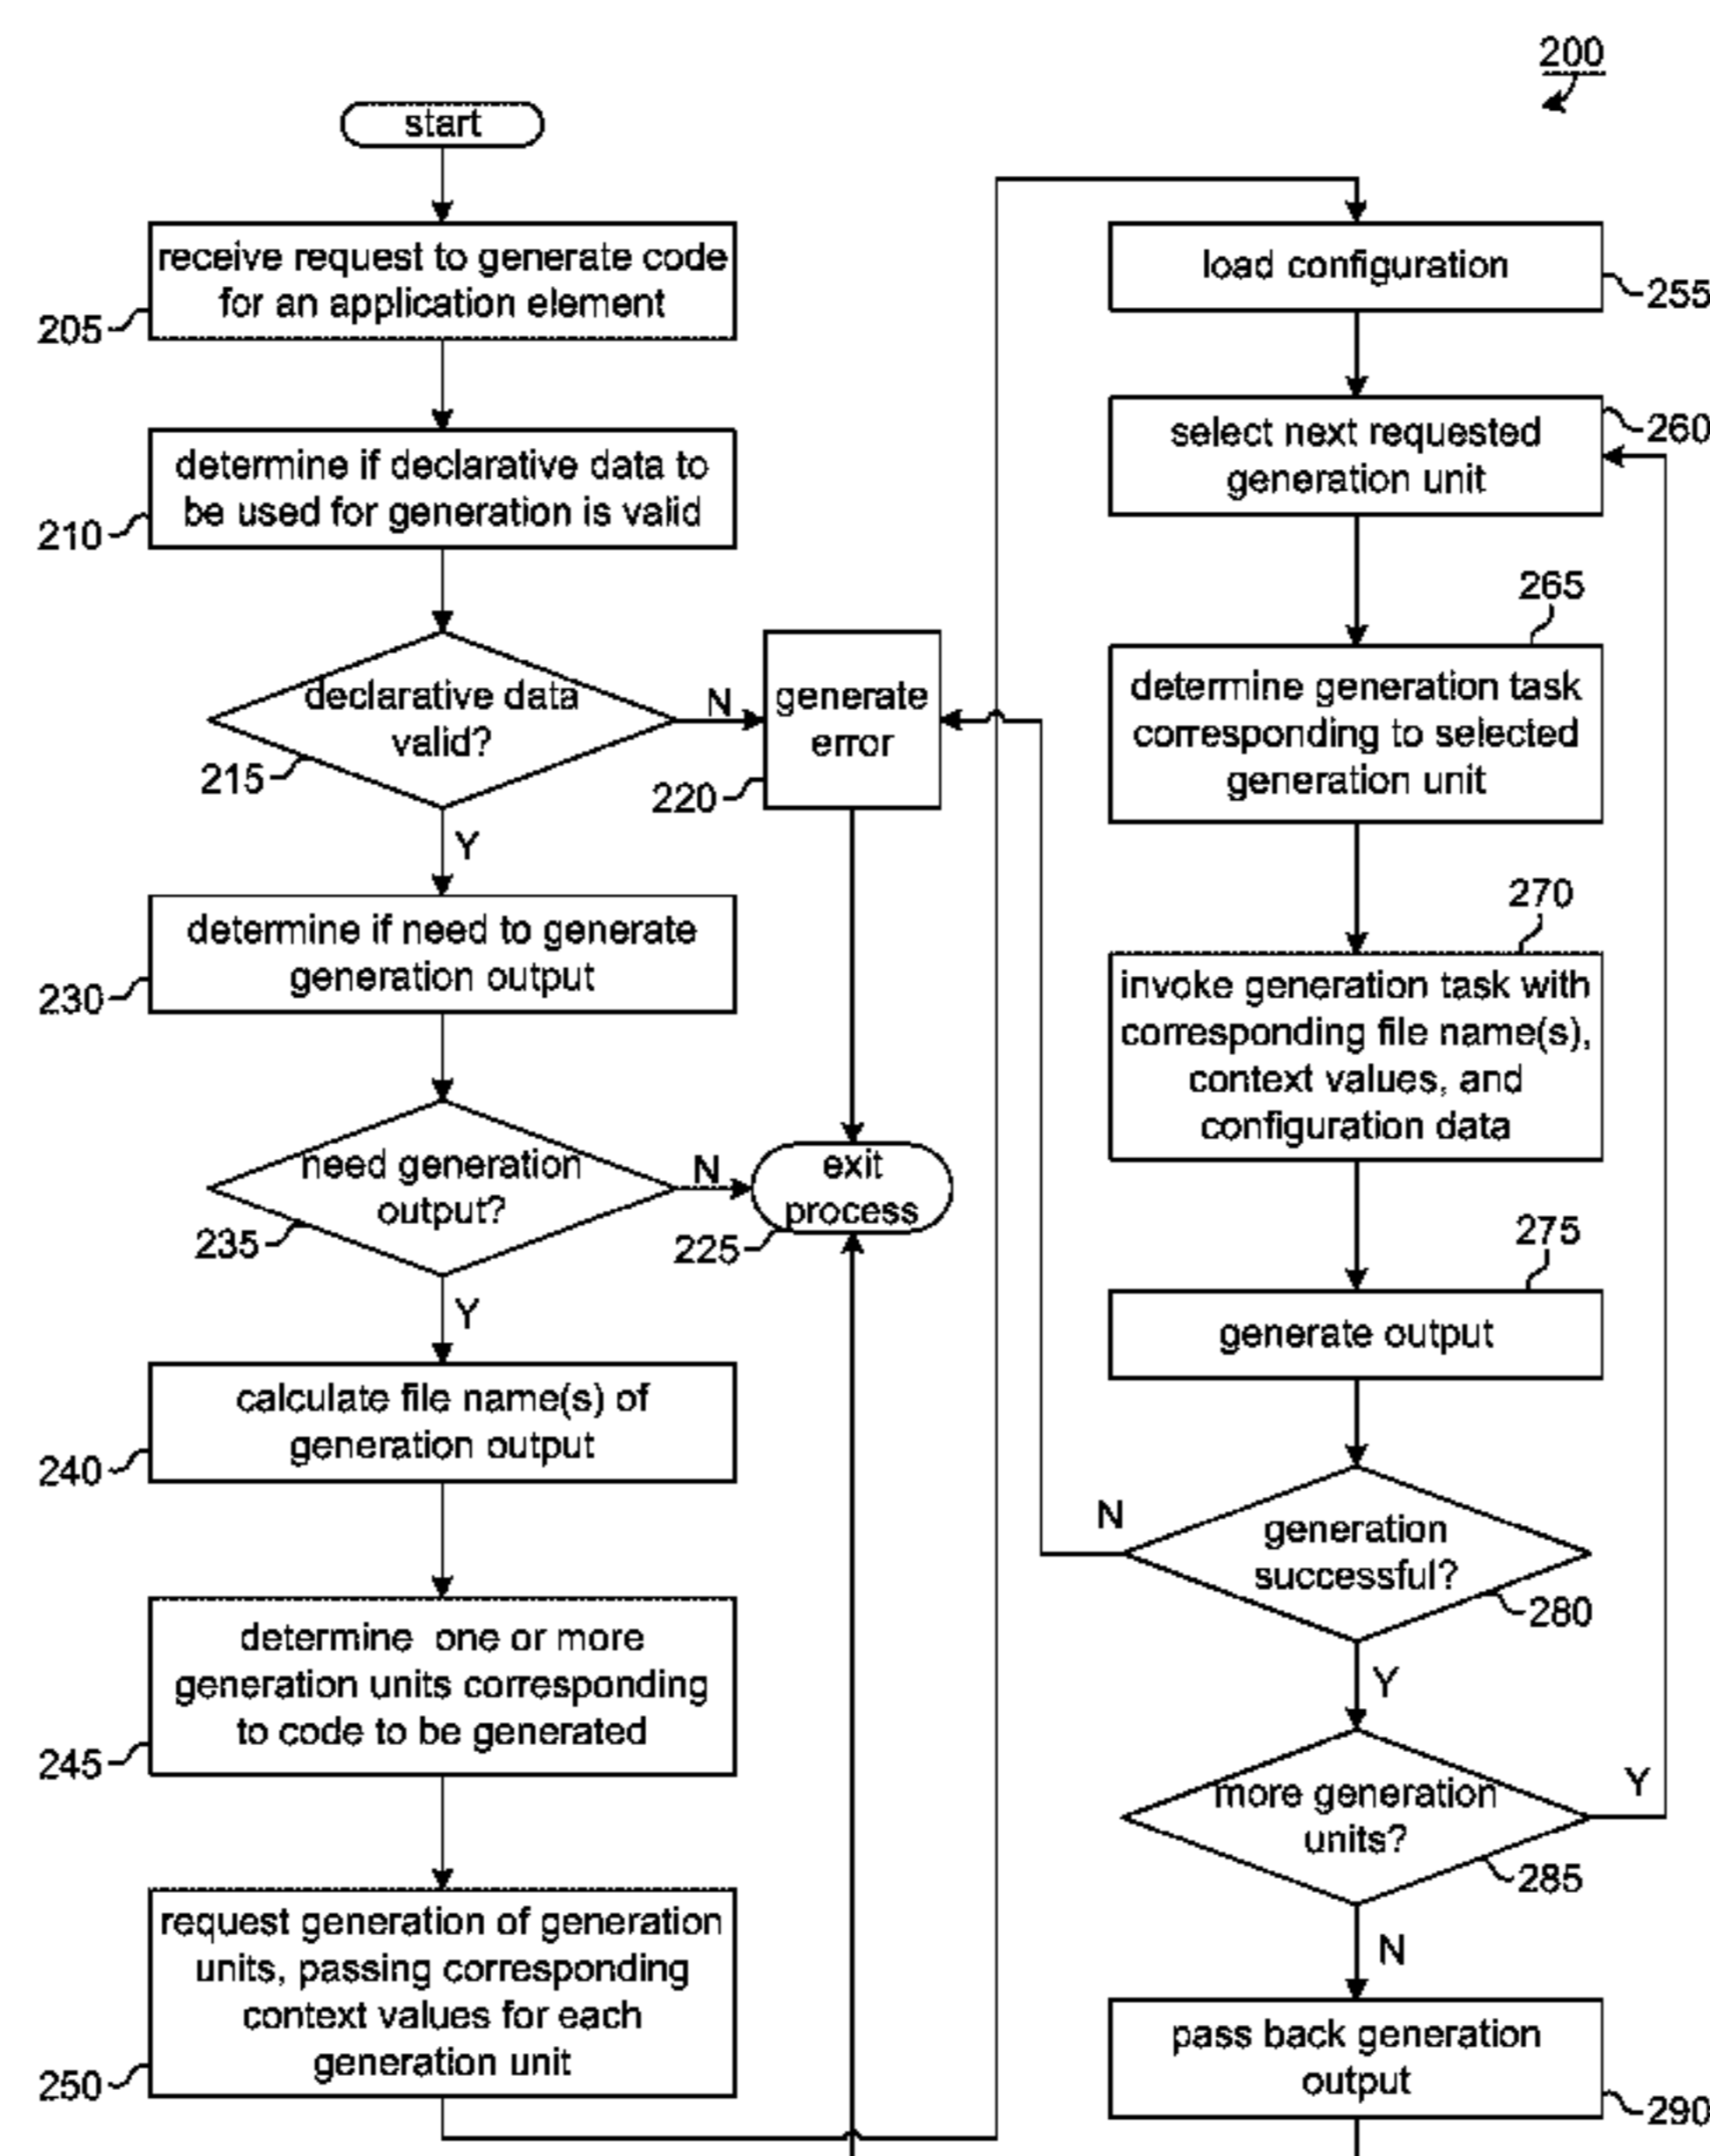 200
start
receive request to generate code
for an application element
205
determine if declarative data to
be used for generation is valid
210
declarative data
valid?
215
N
Y
generate
error
220
determine if need to generate
generation output
230
need generation
output?
235
N
Y
exit
process
225
calculate file name(s) of
generation output
240
determine one or more
generation units corresponding
to code to be generated
245
request generation of generation
units, passing corresponding
context values for each
generation unit
250
load configuration
255
select next requested
generation unit
260
265
determine generation task
corresponding to selected
generation unit
270
invoke generation task with
corresponding file name(s),
context values, and
configuration data
275
generate output
generation
successful?
280
N
Y
more generation
units?
285
Y
N
pass back generation
output
290